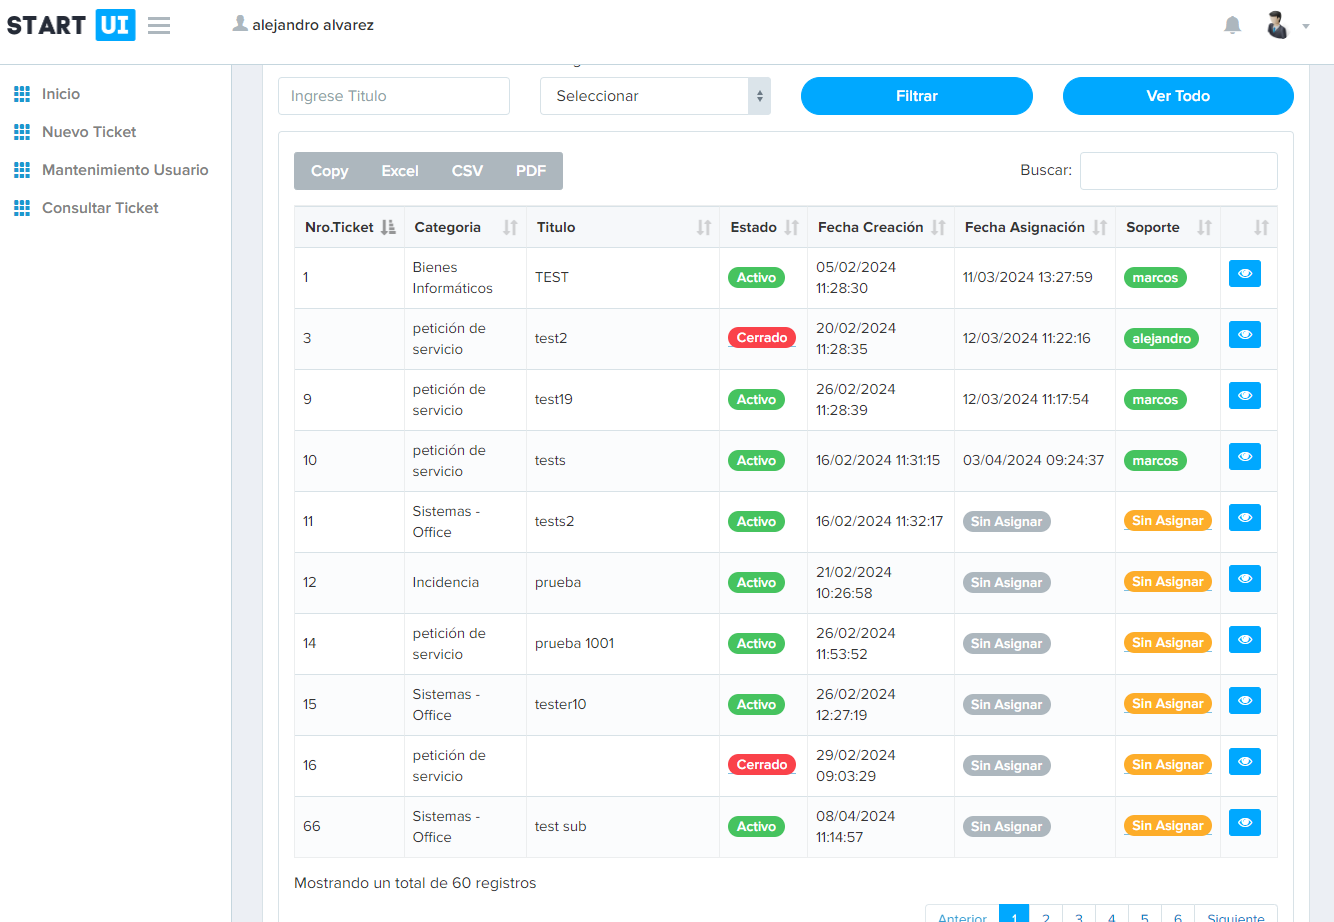 START UI
alejandro alvarez
Inicio
Nuevo Ticket
Mantenimiento Usuario
Consultar Ticket
Ingrese Titulo
Seleccionar
Filtrar
Ver Todo
Copy Excel CSV PDF
Buscar:
Nro.Ticket Categoria Titulo Estado Fecha Creación Fecha Asignación Soporte
1 Bienes Informáticos TEST Activo 05/02/2024 11:28:30 11/03/2024 13:27:59 marcos
3 petición de servicio test2 Cerrado 20/02/2024 11:28:35 12/03/2024 11:22:16 alejandro
9 petición de servicio test19 Activo 26/02/2024 11:28:39 12/03/2024 11:17:54 marcos
10 petición de servicio tests Activo 16/02/2024 11:31:15 03/04/2024 09:24:37 marcos
11 Sistemas - Office tests2 Activo 16/02/2024 11:32:17 Sin Asignar Sin Asignar
12 Incidencia prueba Activo 21/02/2024 10:26:58 Sin Asignar Sin Asignar
14 petición de servicio prueba 1001 Activo 26/02/2024 11:53:52 Sin Asignar Sin Asignar
15 Sistemas - Office tester10 Activo 26/02/2024 12:27:19 Sin Asignar Sin Asignar
16 petición de servicio Cerrado 29/02/2024 09:03:29 Sin Asignar Sin Asignar
66 Sistemas - Office test sub Activo 08/04/2024 11:14:57 Sin Asignar Sin Asignar
Mostrando un total de 60 registros
Anterior 1 2 3 4 5 6 Siguiente